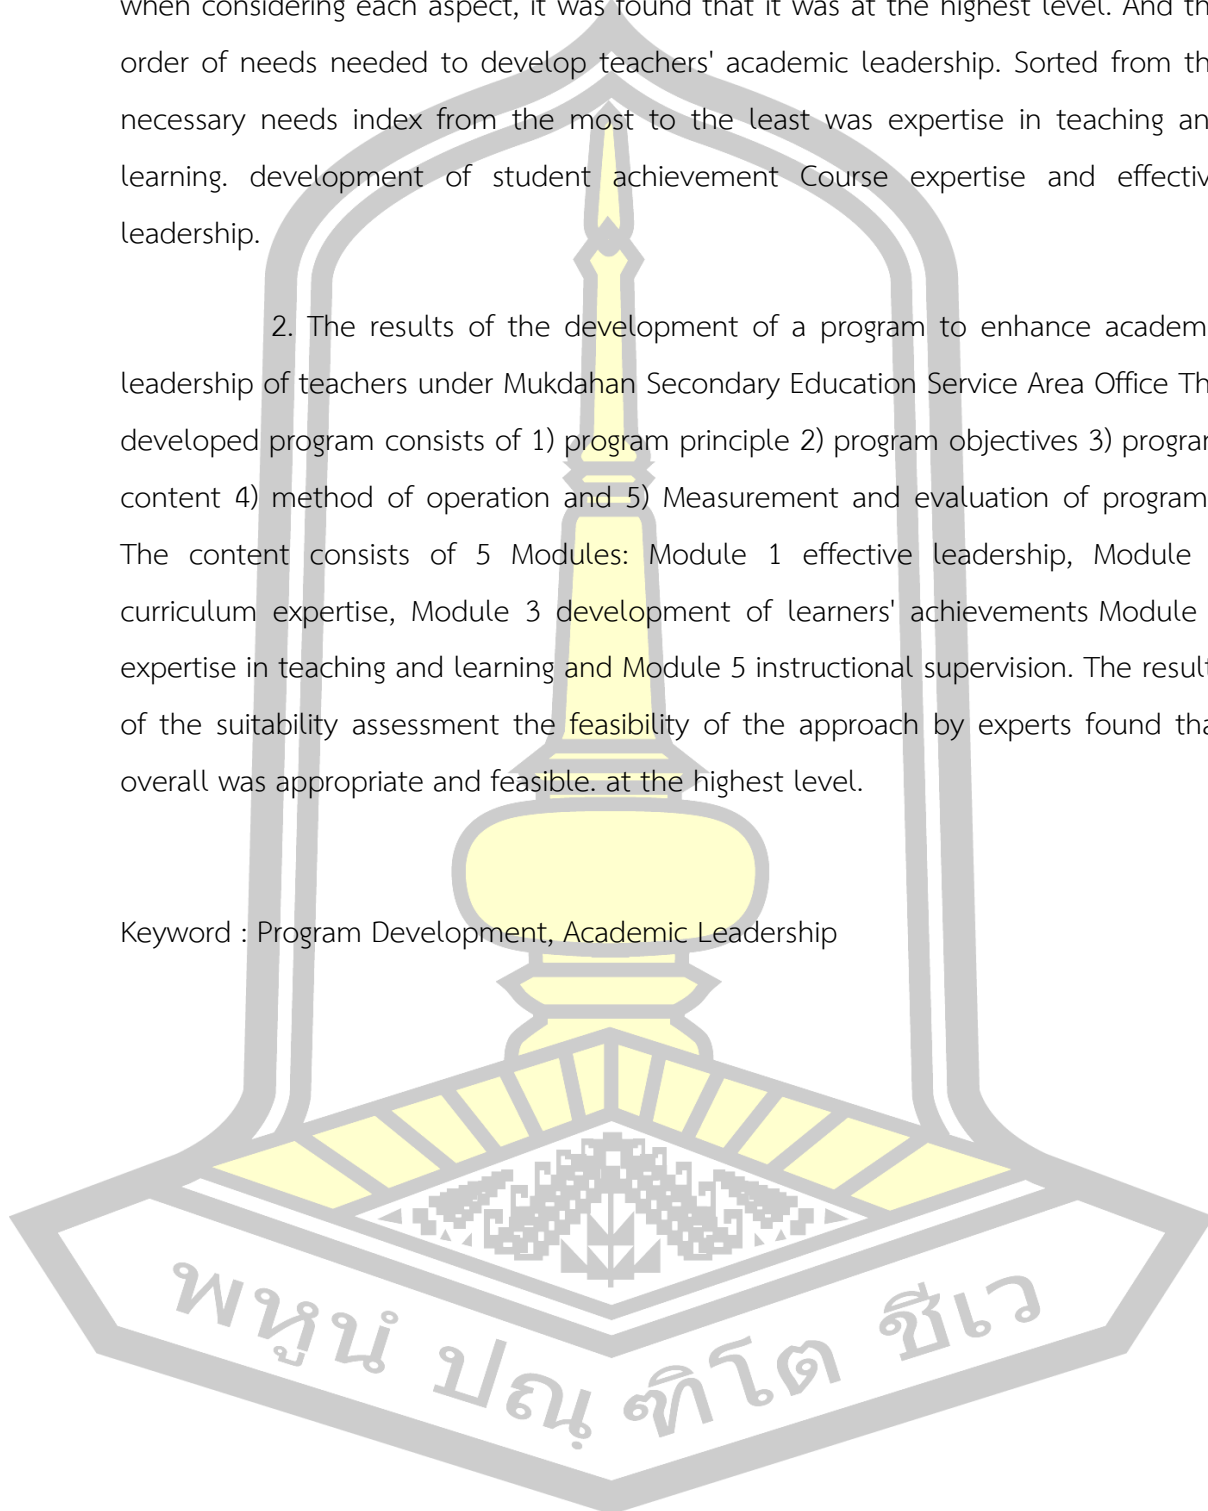 when considering each aspect, it was found that it was at the highest level. And th
order of needs needed to develop teachers' academic leadership. Sorted from th
necessary needs index from the most to the least was expertise in teaching an
learning. development of student achievement Course expertise and effectiv
leadership.
2. The results of the development of a program to enhance academ
leadership of teachers under Mukdahan Secondary Education Service Area Office Th
developed program consists of 1) program principle 2) program objectives 3) program
content 4) method of operation and 5) Measurement and evaluation of program
The content consists of 5 Modules: Module 1 effective leadership, Module
curriculum expertise, Module 3 development of learners' achievements Module
expertise in teaching and learning and Module 5 instructional supervision. The result
of the suitability assessment the feasibility of the approach by experts found tha
overall was appropriate and feasible. at the highest level.
Keyword : Program Development, Academic Leadership
พหูนํ ปณฺฑิโต ชีเว